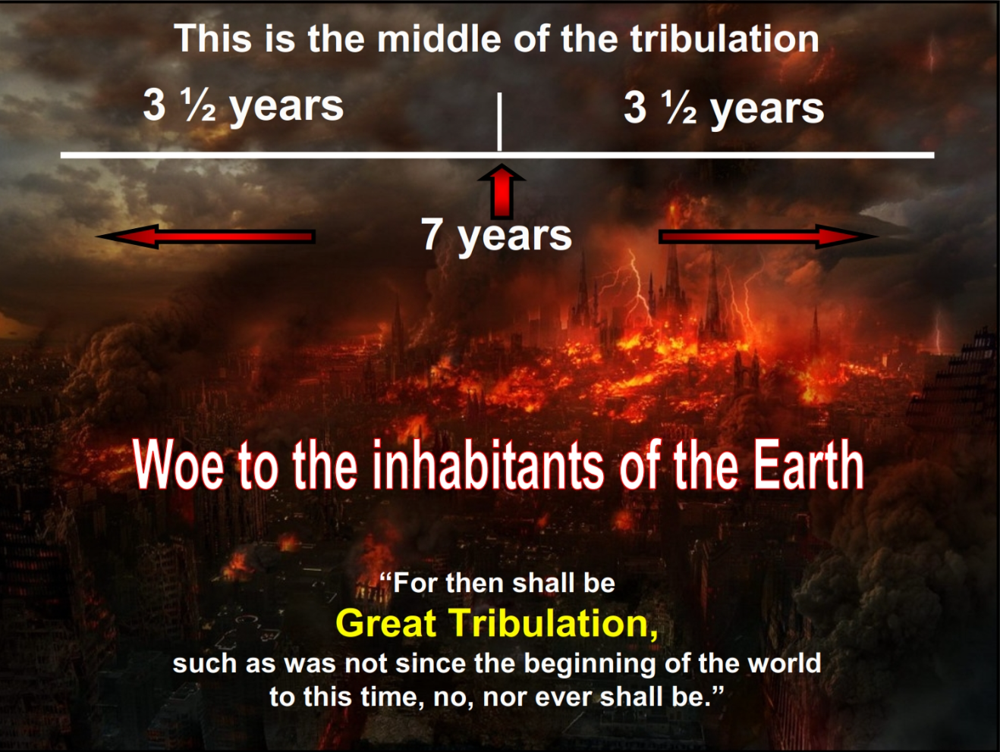 This is the middle of the tribulation
3 ½ years
3 ½ years
7 years
Woe to the inhabitants of the Earth
“For then shall be
Great Tribulation,
such as was not since the beginning of the world
to this time, no, nor ever shall be.”